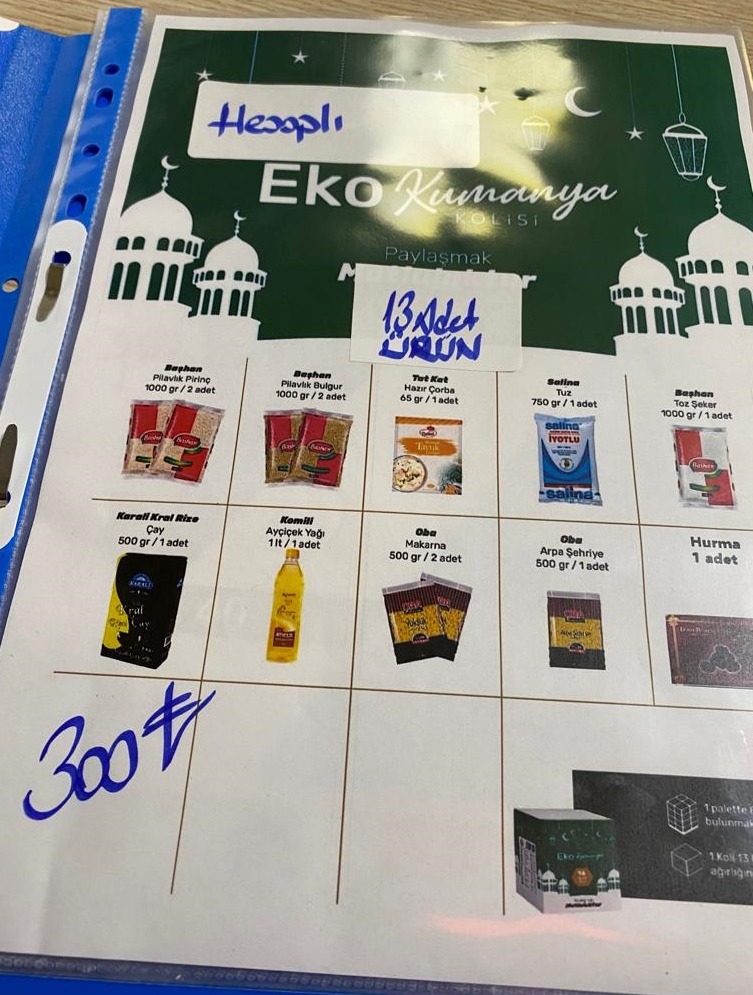 Hesaplı
Eko Kumanya
KOLİSİ
Paylaşmak
13 Adet
ÜRÜN
Başhan
Pilavlık Pirinç
1000 gr / 2 adet
Başhan
Pilavlık Bulgur
1000 gr / 2 adet
Tat Kat
Hazır Çorba
65 gr / 1 adet
Salina
Tuz
750 gr / 1 adet
Başhan
Toz Şeker
1000 gr / 1 adet
salina
İYOTLU
salina
Karali Kral Rize
Çay
500 gr / 1 adet
Komili
Ayçiçek Yağı
1 lt / 1 adet
Oba
Makarna
500 gr / 2 adet
Oba
Arpa Şehriye
500 gr / 1 adet
Hurma
1 adet
300₺
Eko
1 palette
bulunmak
1 Koli 13
ağırlığın